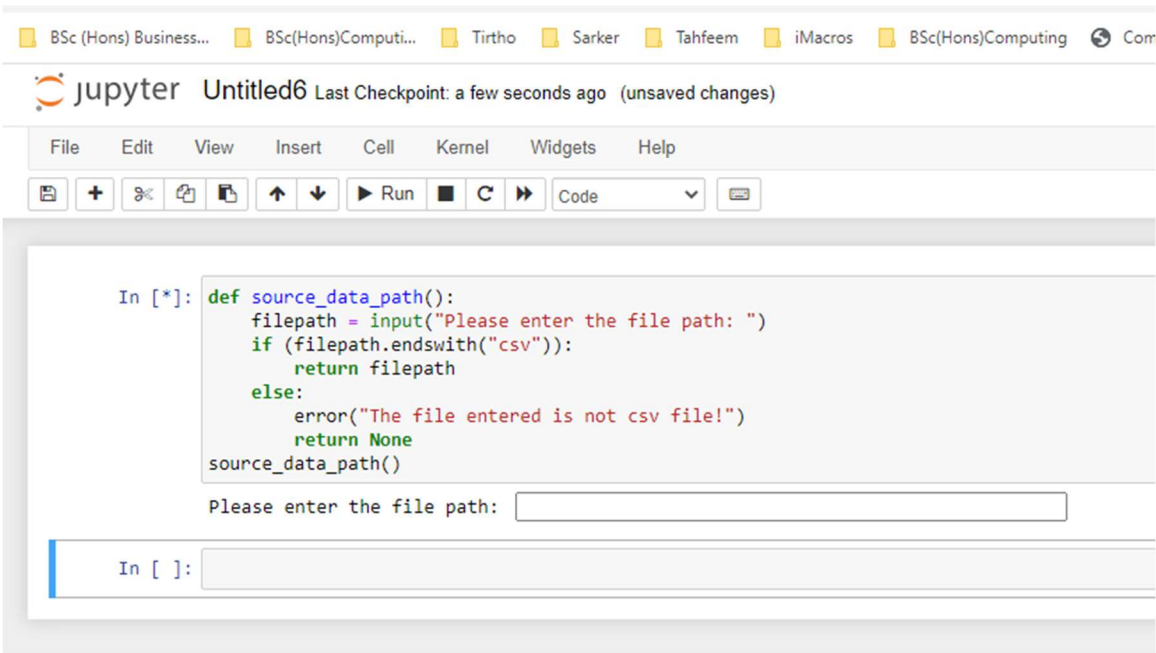 BSc (Hons) Business... BSc(Hons)Computi... Tirtho Sarker Tahfeem iMacros BSc(Hons)Computing Com
jupyter Untitled6 Last Checkpoint: a few seconds ago (unsaved changes)
File Edit View Insert Cell Kernel Widgets Help
Run Code
In [*]: def source_data_path():
    filepath = input("Please enter the file path: ")
    if (filepath.endswith("csv")):
        return filepath
    else:
        error("The file entered is not csv file!")
        return None
source_data_path()
Please enter the file path:
In [ ]: